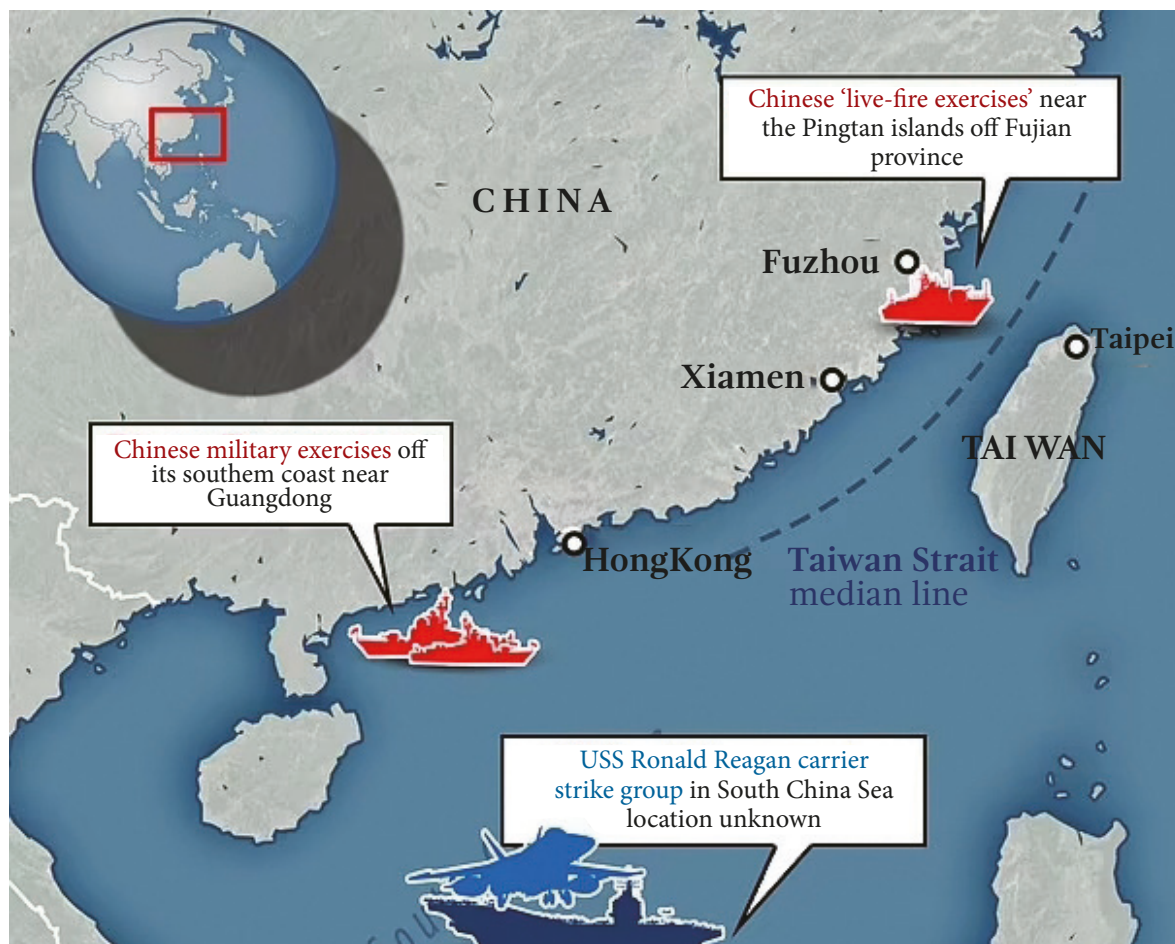 Chinese ‘live-fire exercises’ near
the Pingtan islands off Fujian
province
CHINA
Fuzhou
Taipei
Xiamen
TAI WAN
Chinese military exercises off
its southem coast near
Guangdong
HongKong
Taiwan Strait
median line
USS Ronald Reagan carrier
strike group in South China Sea
location unknown